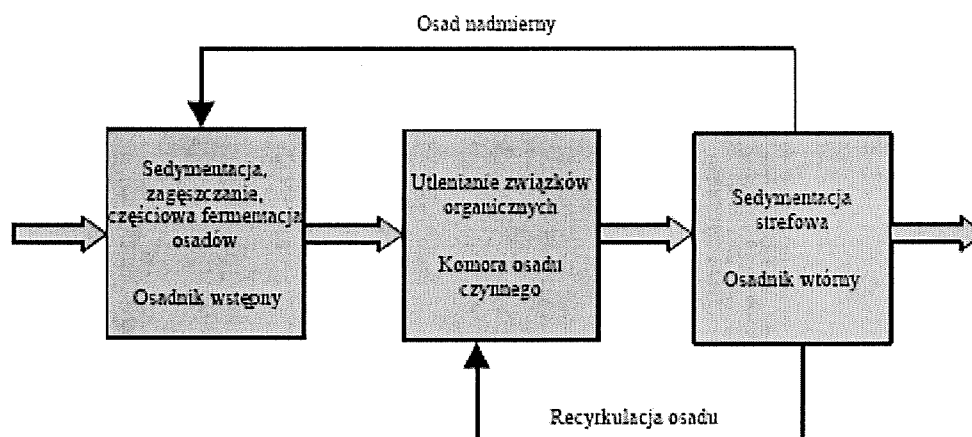 Osad nadmierny
Sedymentacja,
zagęszczanie,
częściowa fermentacja
osadów
Osadnik wstępny
Utlenianie związków
organicznych
Komora osadu
czynnego
Sedymentacja
strefowa
Osadnik wtórny
Recyrkulacja osadu